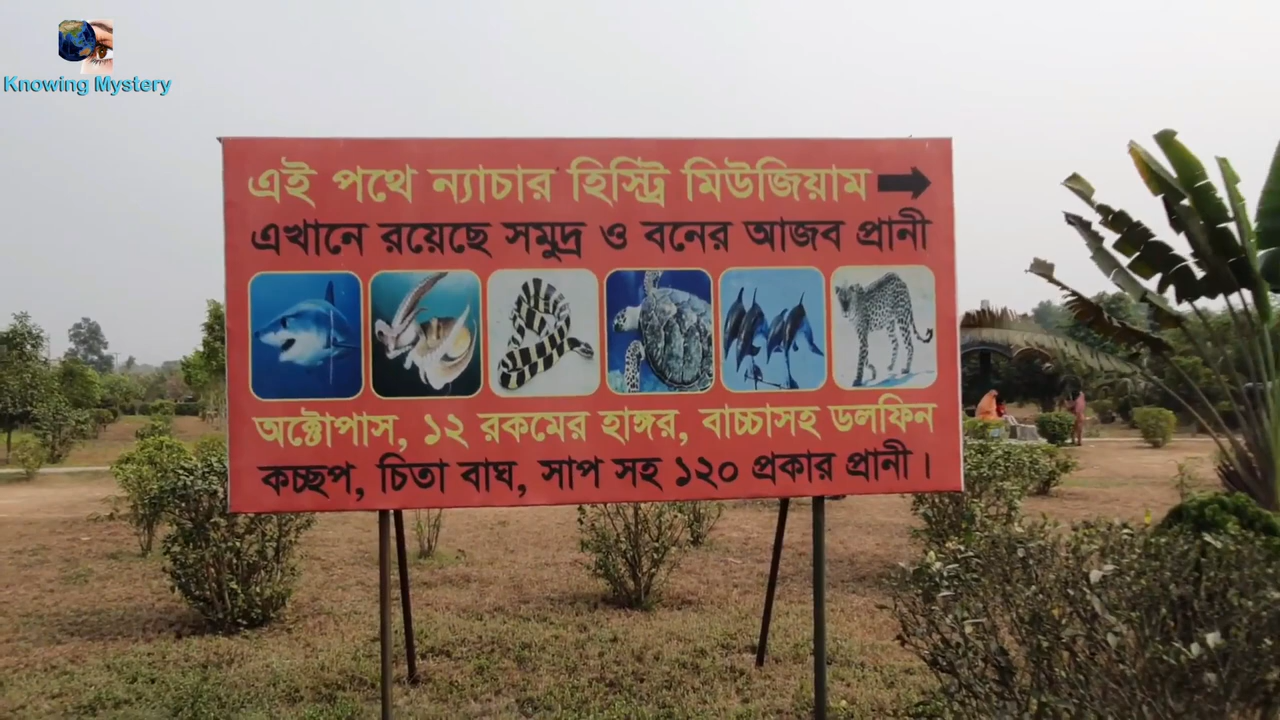 Knowing Mystery
এই পথে ন্যাচার হিস্ট্রি মিউজিয়াম
এখানে রয়েছে সমুদ্র ও বনের আজব প্রানী
অক্টোপাস, ১২ রকমের হাঙ্গর, বাচ্চাসহ ডলফিন
কচ্ছপ, চিতা বাঘ, সাপ সহ ১২০ প্রকার প্রানী।